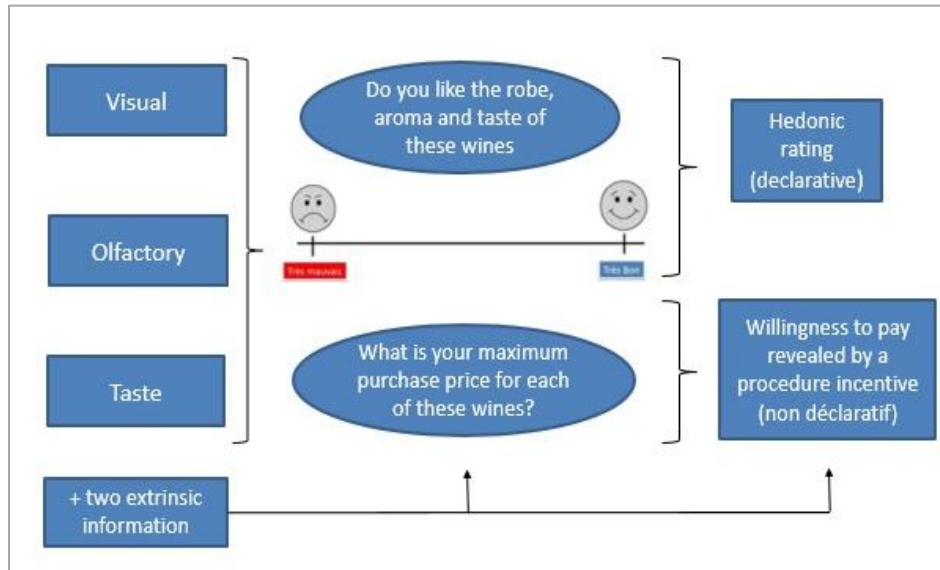 Visual
Olfactory
Taste
+ two extrinsic
information
Do you like the robe,
aroma and taste of
these wines
Très mauvais
Très Bon
What is your maximum
purchase price for each
of these wines?
Hedonic
rating
(declarative)
Willingness to pay
revealed by a
procedure incentive
(non déclaratif)